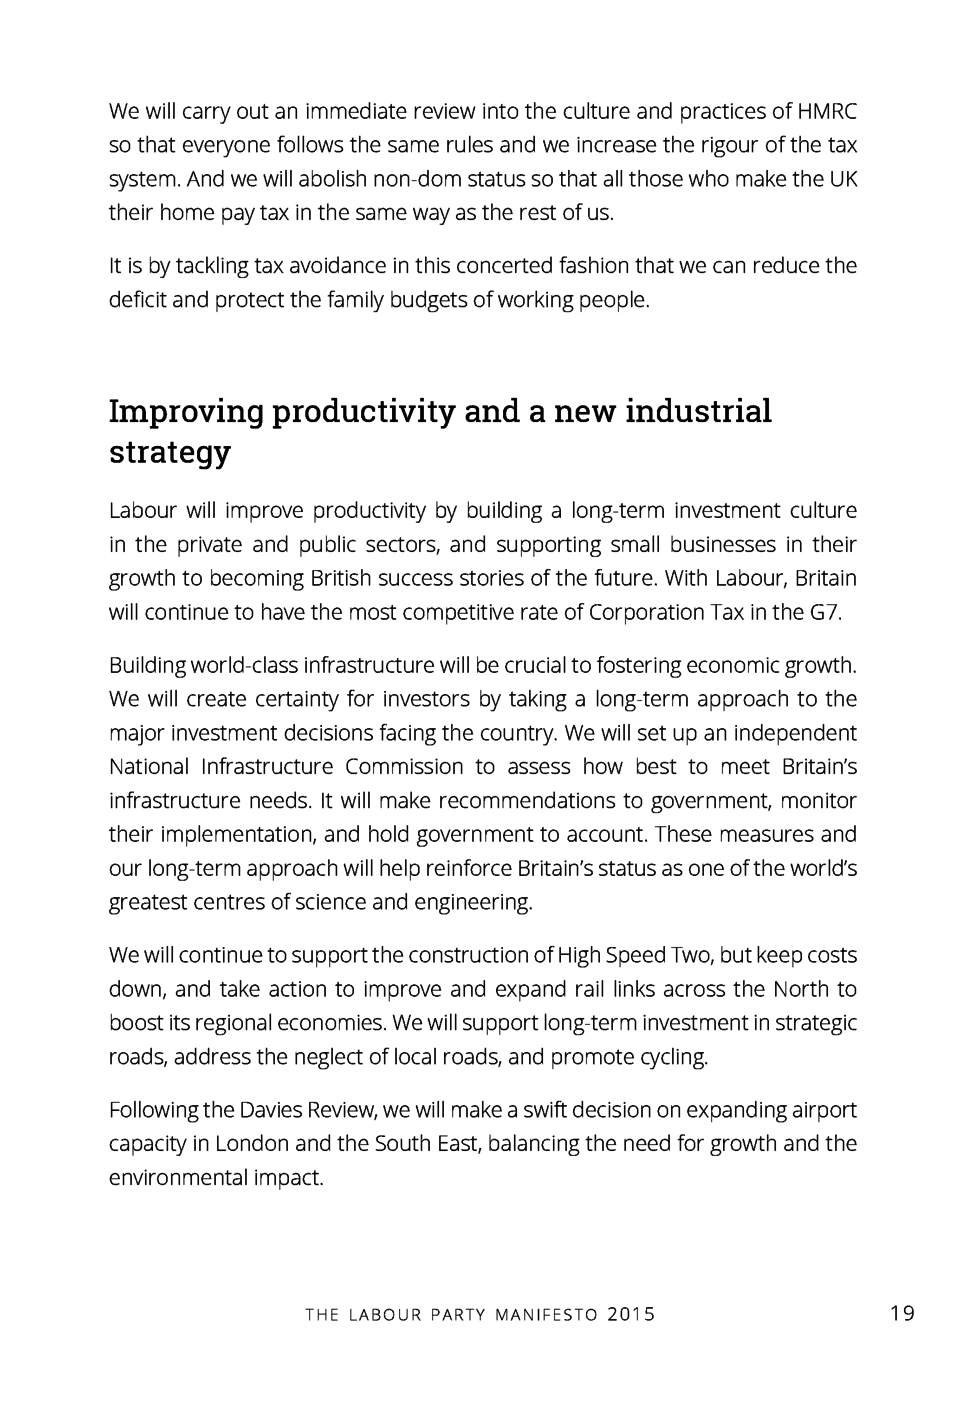 We will carry out an immediate review into the culture and practices of HMRC
so that everyone follows the same rules and we increase the rigour of the tax
system. And we will abolish non-dom status so that all those who make the UK
their home pay tax in the same way as the rest of us.
It is by tackling tax avoidance in this concerted fashion that we can reduce the
deficit and protect the family budgets of working people.
Improving productivity and a new industrial
strategy
Labour will improve productivity by building a long-term investment culture
in the private and public sectors, and supporting small businesses in their
growth to becoming British success stories of the future. With Labour, Britain
will continue to have the most competitive rate of Corporation Tax in the G7.
Building world-class infrastructure will be crucial to fostering economic growth.
We will create certainty for investors by taking a long-term approach to the
major investment decisions facing the country. We will set up an independent
National Infrastructure Commission to assess how best to meet Britain’s
infrastructure needs. It will make recommendations to government, monitor
their implementation, and hold government to account. These measures and
our long-term approach will help reinforce Britain’s status as one of the world’s
greatest centres of science and engineering.
We will continue to support the construction of High Speed Two, but keep costs
down, and take action to improve and expand rail links across the North to
boost its regional economies. We will support long-term investment in strategic
roads, address the neglect of local roads, and promote cycling.
Following the Davies Review, we will make a swift decision on expanding airport
capacity in London and the South East, balancing the need for growth and the
environmental impact.
THE LABOUR PARTY MANIFESTO 2015 19